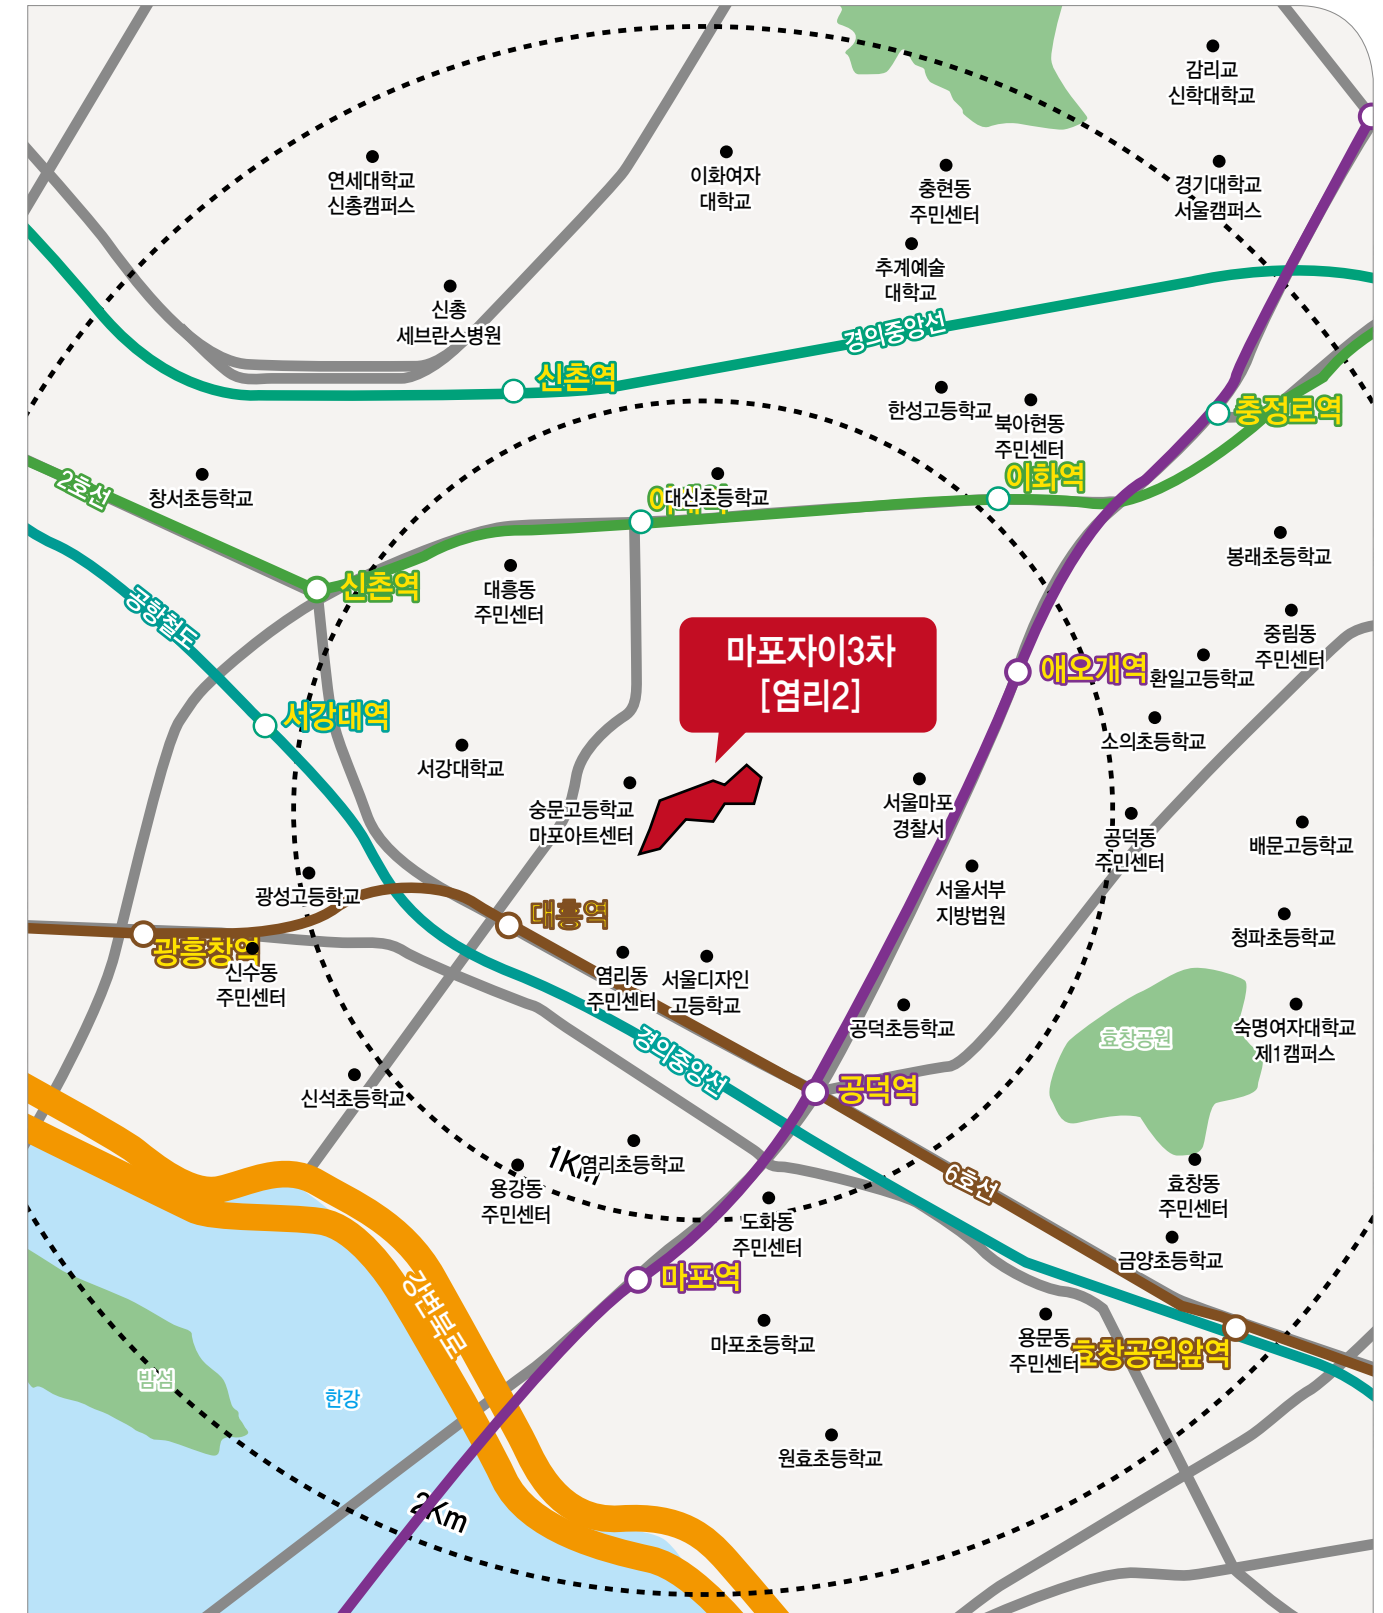 감리교
신학대학교
연세대학교
신총캠퍼스
이화여자
대학교
충현동
주민센터
경기대학교
서울캠퍼스
추계예술
대학교
신총
세브란스병원
경의중앙선
신촌역
한성고등학교
북아현동
주민센터
충정로역
2호선
창서초등학교
대신초등학교
이화역
봉래초등학교
신촌역
대흥동
주민센터
공항철도
중림동
주민센터
마포자이3차
[염리2]
애오개역
환일고등학교
서강대역
소의초등학교
서강대학교
숭문고등학교
마포아트센터
서울마포
경찰서
공덕동
주민센터
배문고등학교
광성고등학교
서울서부
지방법원
대흥역
청파초등학교
광흥창역
신수동
주민센터
염리동
주민센터
서울디자인
고등학교
공덕초등학교
효창공원
숙명여자대학교
제1캠퍼스
경의중앙선
공덕역
신석초등학교
1Km
염리초등학교
용강동
주민센터
6호선
효창동
주민센터
도화동
주민센터
금양초등학교
마포역
강변북로
마포초등학교
용문동
주민센터
효창공원앞역
밤섬
한강
원효초등학교
2Km